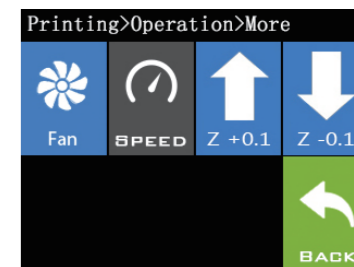 Printing>Operation>More
Fan
SPEED
Z +0.1
Z -0.1
BACK